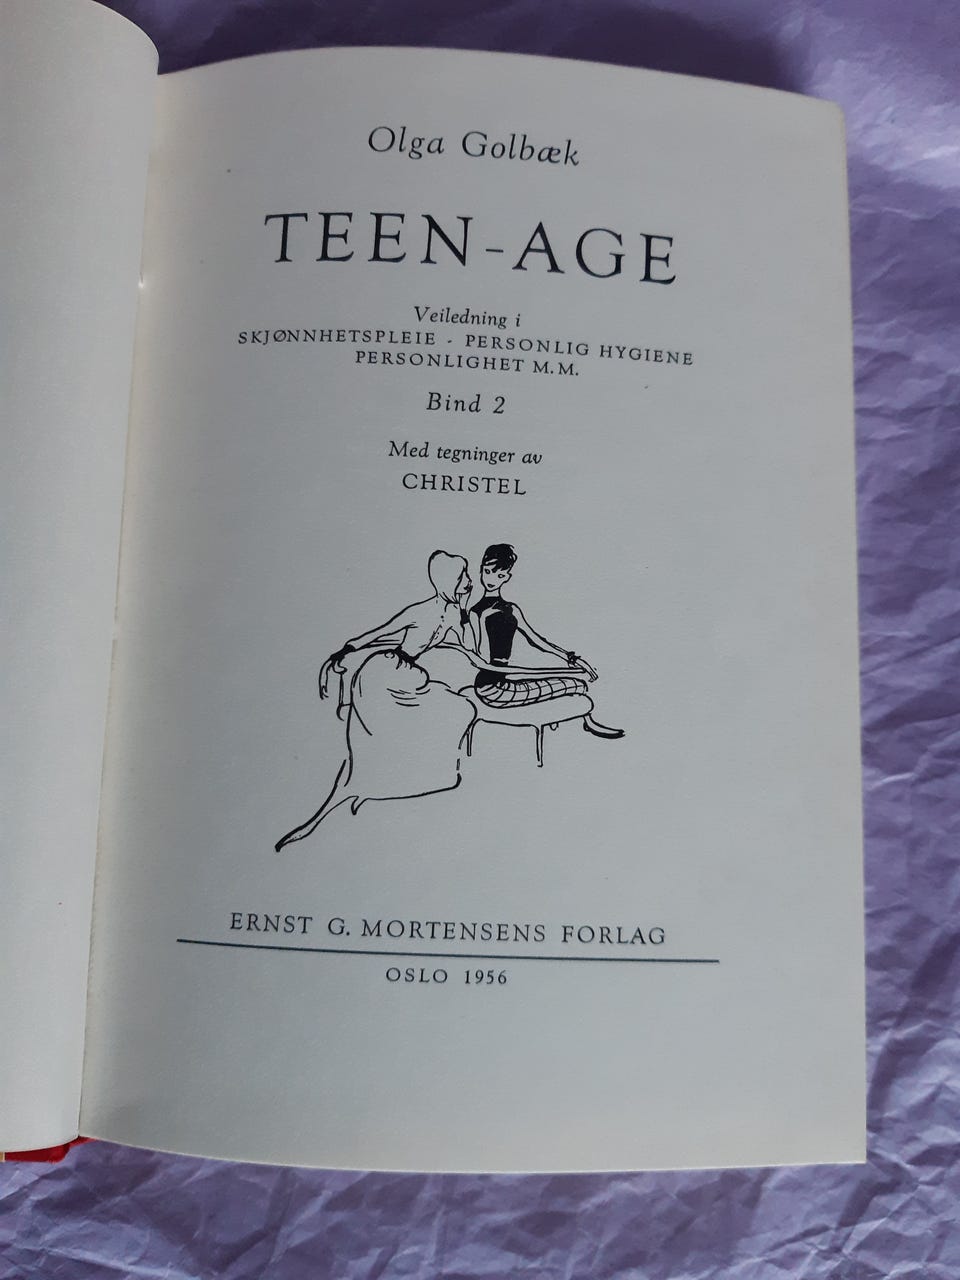 Olga Golbæk
TEEN-AGE
Veiledning i
SKJØNNHETSPLEIE - PERSONLIG HYGIENE
PERSONLIGHET M.M.
Bind 2
Med tegninger av
CHRISTEL
ERNST G. MORTENSENS FORLAG
OSLO 1956